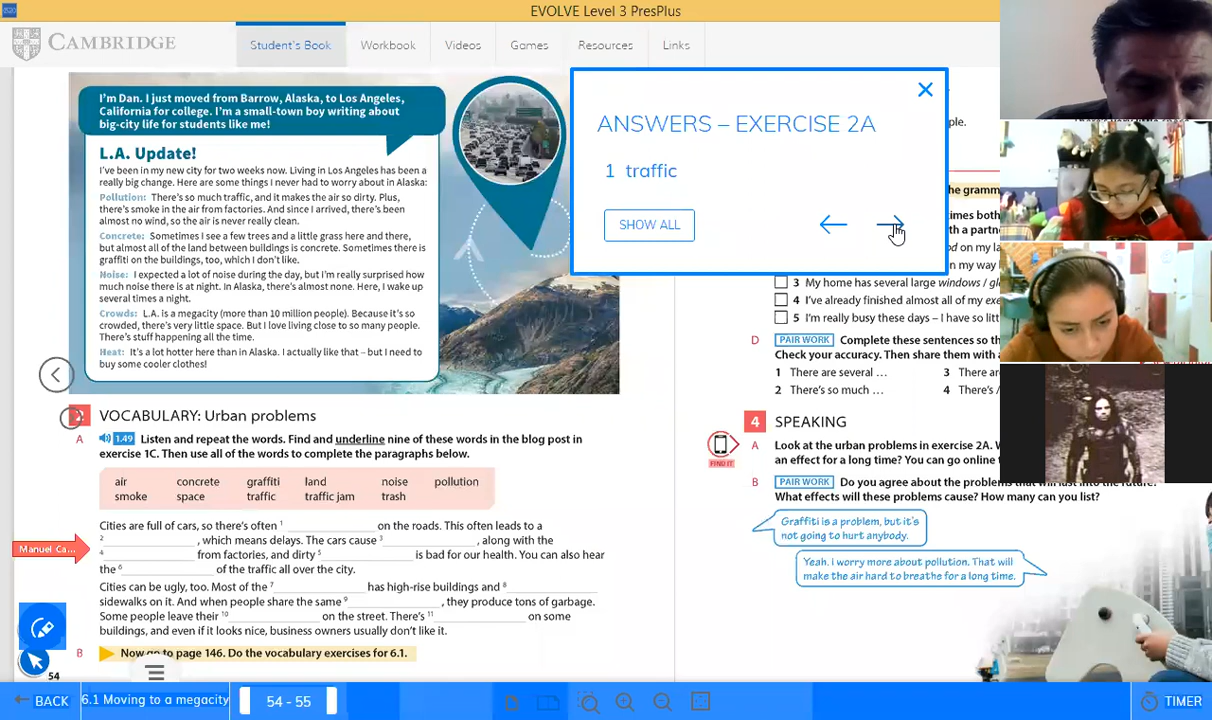 EVOLVE Level 3 PresPlus
CAMBRIDGE
Student's Book
Workbook
Videos
Games
Resources
Links
I'm Dan. I just moved from Barrow, Alaska, to Los Angeles,
California for college. I'm a small-town boy writing about
big-city life for students like me!
L.A. Update!
I've been in my new city for two weeks now. Living in Los Angeles has been a
really big change. Here are some things I never had to worry about in Alaska:
Pollution: There's so much traffic, and it makes the air so dirty. Plus,
there's smoke in the air from factories. And since I arrived, there's been
almost no wind, so the air is never really clean.
Concrete: Sometimes I see a few trees and a little grass here and there,
but almost all of the land between buildings is concrete. Sometimes there is
graffiti on the buildings, too, which I don't like.
Noise: I expected a lot of noise during the day, but I'm really surprised how
much noise there is at night. In Alaska, there's almost none. Here, I wake up
several times a night.
Crowds: L.A. is a megacity (more than 10 million people). Because it's so
crowded, there's very little space. But I love living close to so many people.
There's stuff happening all the time.
Heat: It's a lot hotter here than in Alaska. I actually like that – but I need to
buy some cooler clothes!
VOCABULARY: Urban problems
A 1.49 Listen and repeat the words. Find and underline nine of these words in the blog post in
exercise 1C. Then use all of the words to complete the paragraphs below.
air concrete graffiti land noise pollution
smoke space traffic traffic jam trash
Cities are full of cars, so there's often 1 on the roads. This often leads to a
2 , which means delays. The cars cause 3 , along with the
4 from factories, and dirty 5 is bad for our health. You can also hear
the 6 of the traffic all over the city.
Cities can be ugly, too. Most of the 7 has high-rise buildings and 8
sidewalks on it. And when people share the same 9 , they produce tons of garbage.
Some people leave their 10 on the street. There's 11 on some
buildings, and even if it looks nice, business owners usually don't like it.
B Now go to page 146. Do the vocabulary exercises for 6.1.
54
Manuel Ca...
ANSWERS – EXERCISE 2A
1 traffic
SHOW ALL
ple.
he gramm
imes both
with a partne
on my la
n my way
3 My home has several large windows / gl
4 I've already finished almost all of my exe
5 I'm really busy these days – I have so litt
D PAIR WORK Complete these sentences so th
Check your accuracy. Then share them with a
1 There are several … 3 There ar
2 There's so much … 4 There's /
4 SPEAKING
FIND IT
A Look at the urban problems in exercise 2A. W
an effect for a long time? You can go online t
B PAIR WORK Do you agree about the problems that will last into the future?
What effects will these problems cause? How many can you list?
Graffiti is a problem, but it's
not going to hurt anybody.
Yeah. I worry more about pollution. That will
make the air hard to breathe for a long time.
BACK
6.1 Moving to a megacity
54 - 55
TIMER